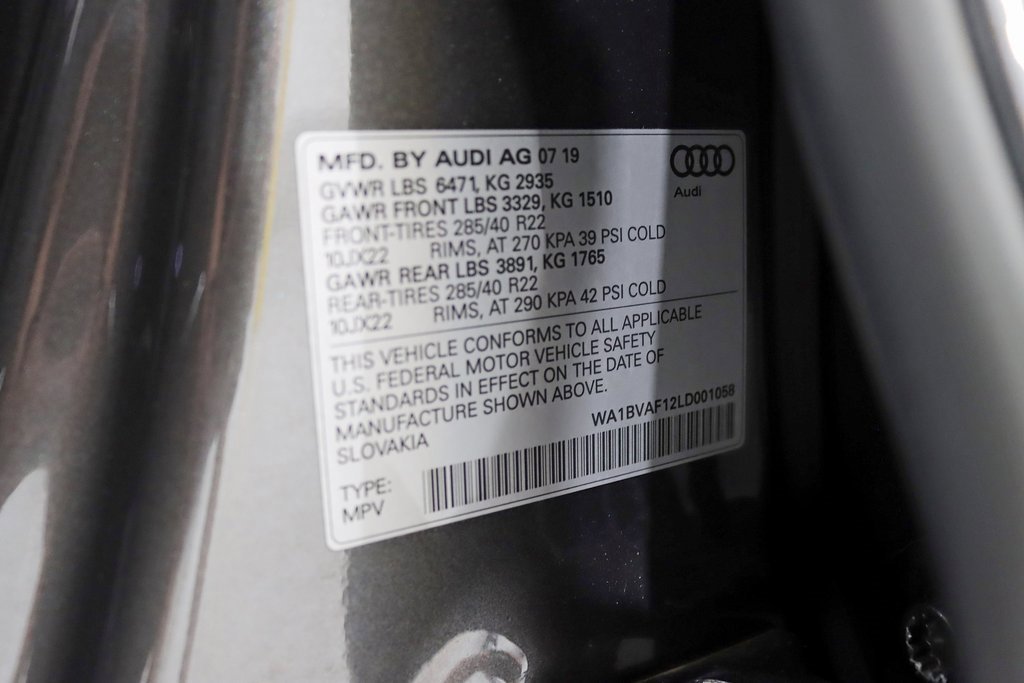 MFD. BY AUDI AG 07 19
Audi
GVWR LBS 6471, KG 2935
GAWR FRONT LBS 3329, KG 1510
FRONT-TIRES 285/40 R22
10JX22 RIMS, AT 270 KPA 39 PSI COLD
GAWR REAR LBS 3891, KG 1765
REAR-TIRES 285/40 R22
10JX22 RIMS, AT 290 KPA 42 PSI COLD
THIS VEHICLE CONFORMS TO ALL APPLICABLE
U.S. FEDERAL MOTOR VEHICLE SAFETY
STANDARDS IN EFFECT ON THE DATE OF
MANUFACTURE SHOWN ABOVE.
SLOVAKIA WA1BVAF12LD001058
TYPE:
MPV